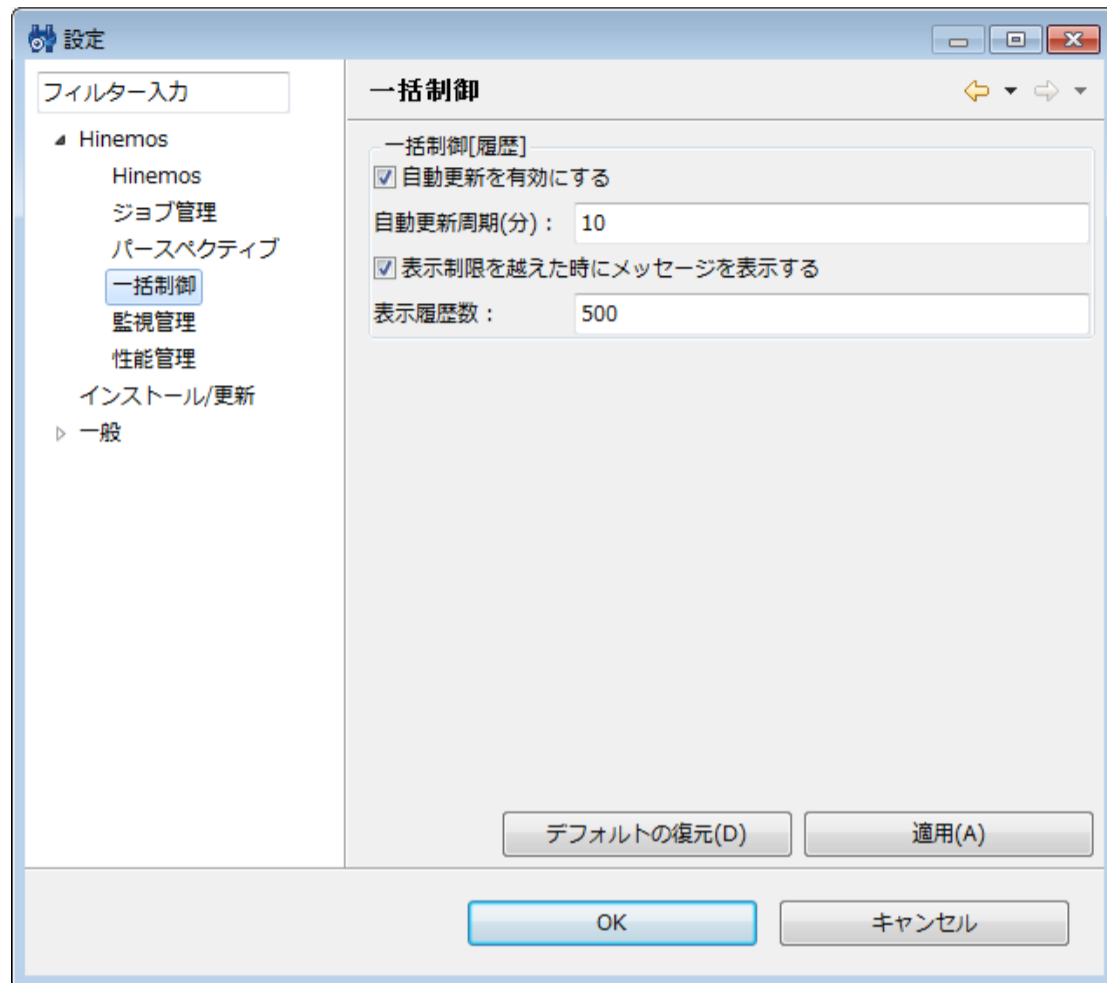 設定
フィルター入力
Hinemos
Hinemos
ジョブ管理
パースペクティブ
一括制御
監視管理
性能管理
インストール/更新
一般
一括制御
一括制御[履歴]
自動更新を有効にする
自動更新周期(分)： 10
表示制限を越えた時にメッセージを表示する
表示履歴数： 500
デフォルトの復元(D) 適用(A)
OK キャンセル